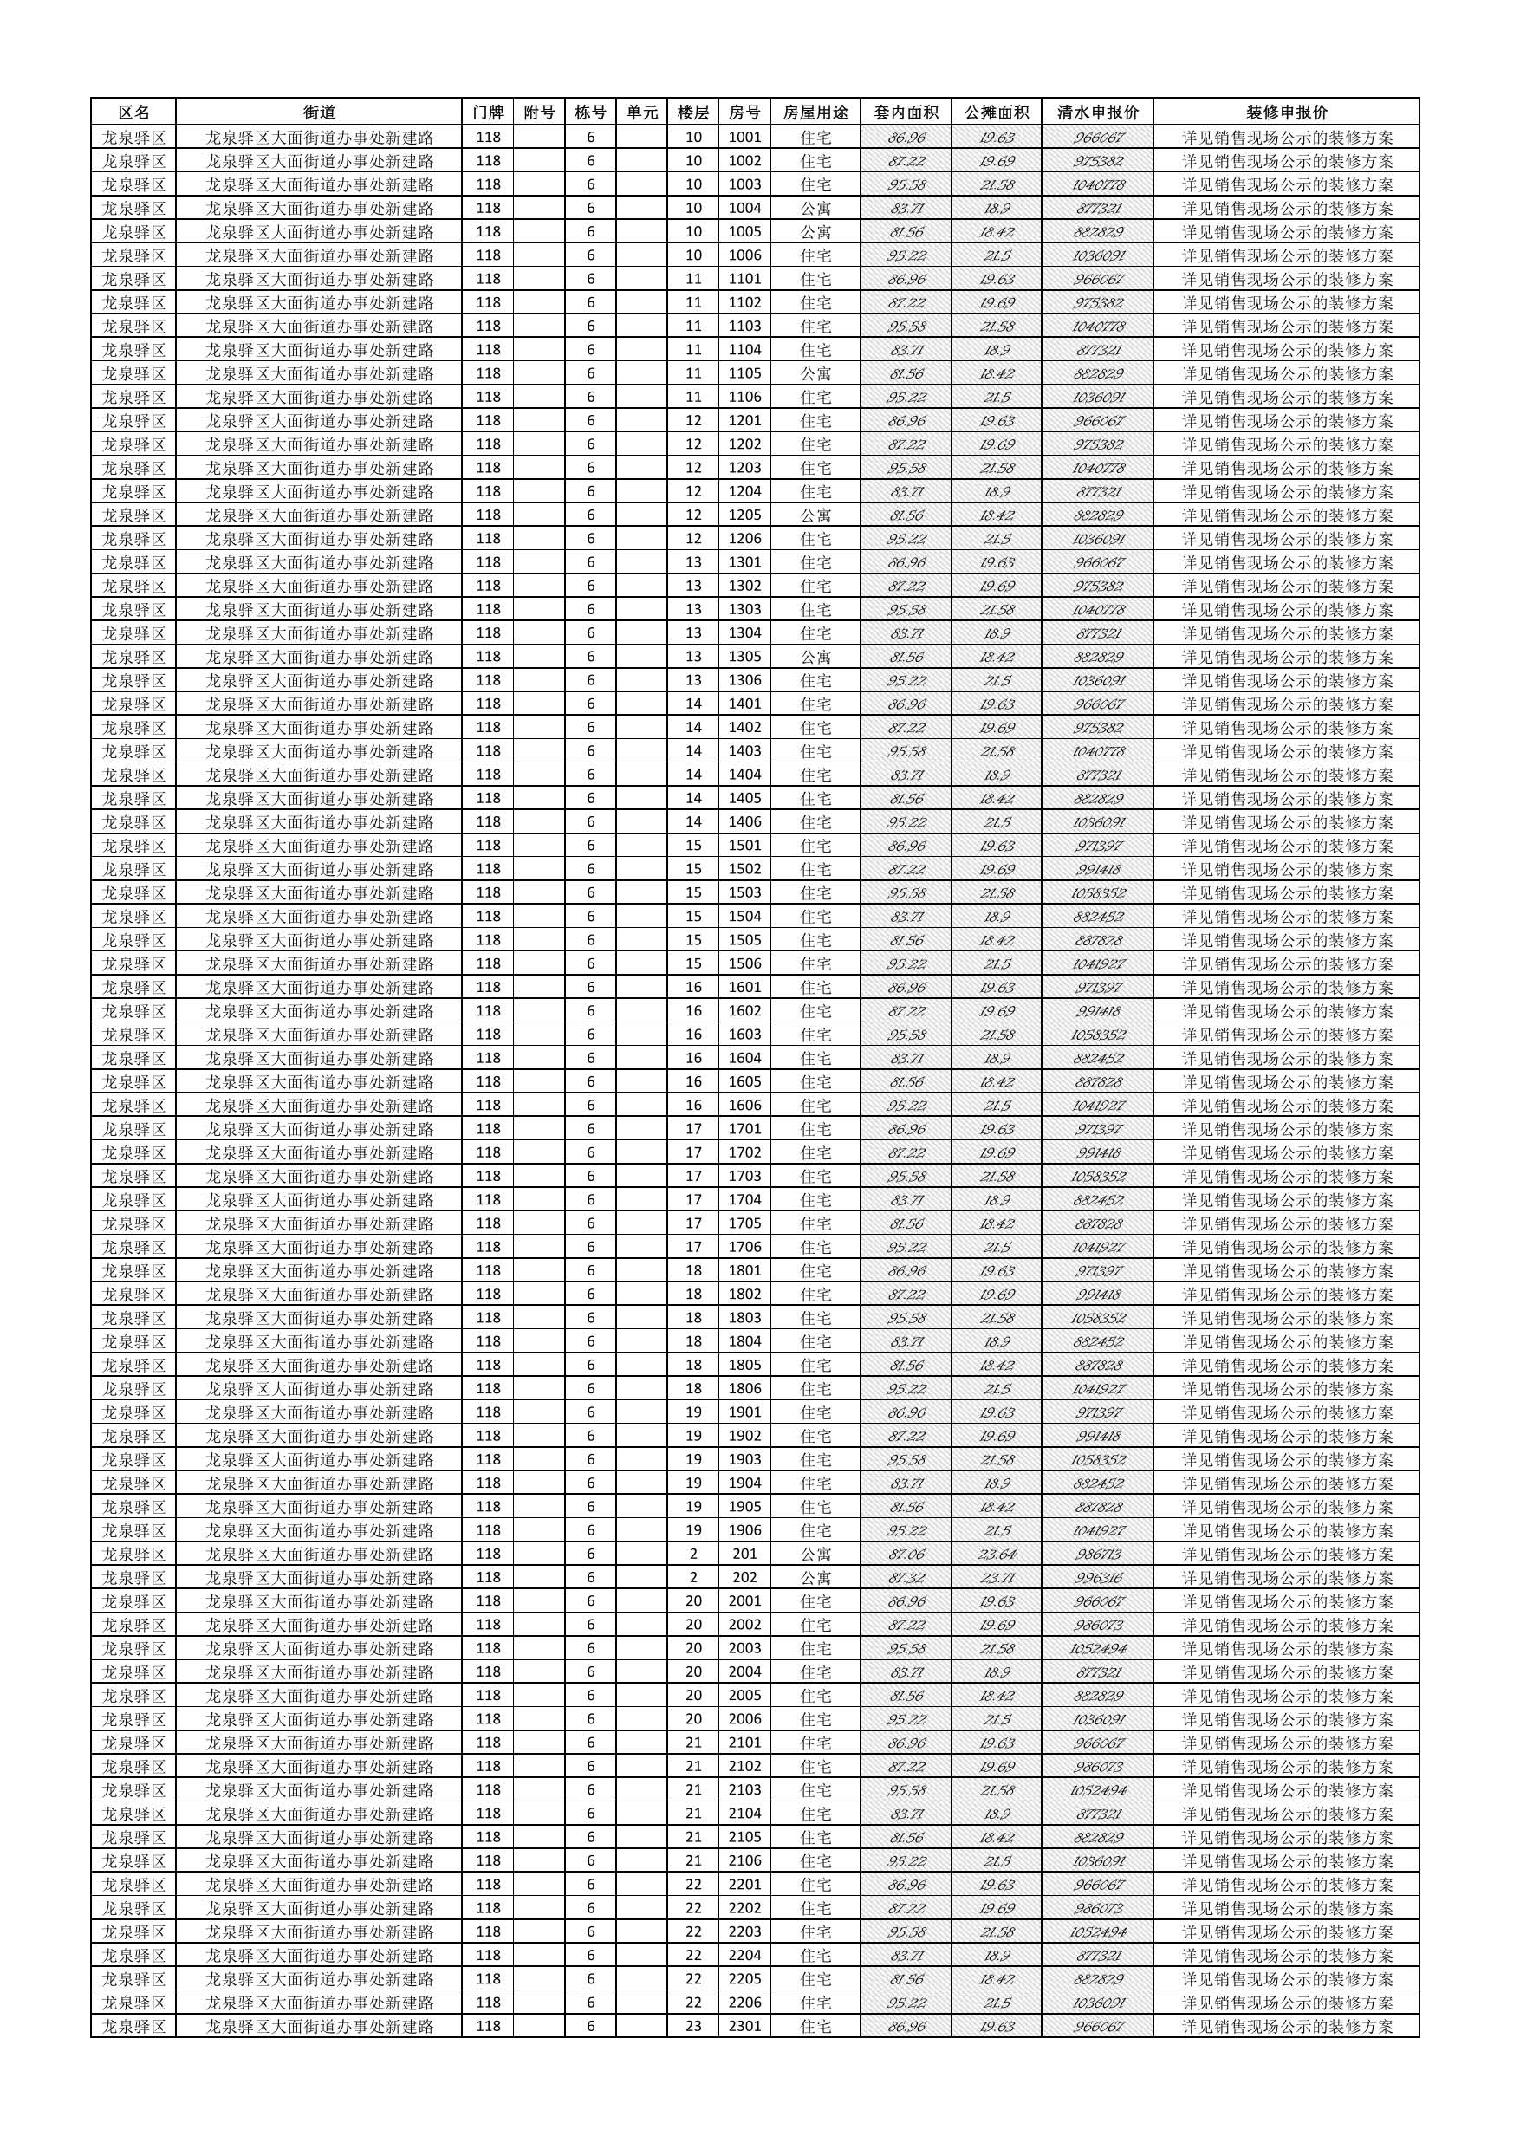 区名 街道 门牌 附号 栋号 单元 楼层 房号 房屋用途 套内面积 公摊面积 清水申报价 装修申报价
龙泉驿区 龙泉驿区大面街道办事处新建路 118 6 10 1001 住宅 86.96 19.63 966067 详见销售现场公示的装修方案
龙泉驿区 龙泉驿区大面街道办事处新建路 118 6 10 1002 住宅 87.22 19.69 975382 详见销售现场公示的装修方案
龙泉驿区 龙泉驿区大面街道办事处新建路 118 6 10 1003 住宅 95.58 21.58 1040778 详见销售现场公示的装修方案
龙泉驿区 龙泉驿区大面街道办事处新建路 118 6 10 1004 公寓 83.71 18.9 877321 详见销售现场公示的装修方案
龙泉驿区 龙泉驿区大面街道办事处新建路 118 6 10 1005 公寓 81.56 18.42 882829 详见销售现场公示的装修方案
龙泉驿区 龙泉驿区大面街道办事处新建路 118 6 10 1006 住宅 95.22 21.5 1036091 详见销售现场公示的装修方案
龙泉驿区 龙泉驿区大面街道办事处新建路 118 6 11 1101 住宅 86.96 19.63 966067 详见销售现场公示的装修方案
龙泉驿区 龙泉驿区大面街道办事处新建路 118 6 11 1102 住宅 87.22 19.69 975382 详见销售现场公示的装修方案
龙泉驿区 龙泉驿区大面街道办事处新建路 118 6 11 1103 住宅 95.58 21.58 1040778 详见销售现场公示的装修方案
龙泉驿区 龙泉驿区大面街道办事处新建路 118 6 11 1104 住宅 83.71 18.9 877321 详见销售现场公示的装修方案
龙泉驿区 龙泉驿区大面街道办事处新建路 118 6 11 1105 公寓 81.56 18.42 882829 详见销售现场公示的装修方案
龙泉驿区 龙泉驿区大面街道办事处新建路 118 6 11 1106 住宅 95.22 21.5 1036091 详见销售现场公示的装修方案
龙泉驿区 龙泉驿区大面街道办事处新建路 118 6 12 1201 住宅 86.96 19.63 966067 详见销售现场公示的装修方案
龙泉驿区 龙泉驿区大面街道办事处新建路 118 6 12 1202 住宅 87.22 19.69 975382 详见销售现场公示的装修方案
龙泉驿区 龙泉驿区大面街道办事处新建路 118 6 12 1203 住宅 95.58 21.58 1040778 详见销售现场公示的装修方案
龙泉驿区 龙泉驿区大面街道办事处新建路 118 6 12 1204 住宅 83.71 18.9 877321 详见销售现场公示的装修方案
龙泉驿区 龙泉驿区大面街道办事处新建路 118 6 12 1205 公寓 81.56 18.42 882829 详见销售现场公示的装修方案
龙泉驿区 龙泉驿区大面街道办事处新建路 118 6 12 1206 住宅 95.22 21.5 1036091 详见销售现场公示的装修方案
龙泉驿区 龙泉驿区大面街道办事处新建路 118 6 13 1301 住宅 86.96 19.63 966067 详见销售现场公示的装修方案
龙泉驿区 龙泉驿区大面街道办事处新建路 118 6 13 1302 住宅 87.22 19.69 975382 详见销售现场公示的装修方案
龙泉驿区 龙泉驿区大面街道办事处新建路 118 6 13 1303 住宅 95.58 21.58 1040778 详见销售现场公示的装修方案
龙泉驿区 龙泉驿区大面街道办事处新建路 118 6 13 1304 住宅 83.71 18.9 877321 详见销售现场公示的装修方案
龙泉驿区 龙泉驿区大面街道办事处新建路 118 6 13 1305 公寓 81.56 18.42 882829 详见销售现场公示的装修方案
龙泉驿区 龙泉驿区大面街道办事处新建路 118 6 13 1306 住宅 95.22 21.5 1036091 详见销售现场公示的装修方案
龙泉驿区 龙泉驿区大面街道办事处新建路 118 6 14 1401 住宅 86.96 19.63 966067 详见销售现场公示的装修方案
龙泉驿区 龙泉驿区大面街道办事处新建路 118 6 14 1402 住宅 87.22 19.69 975382 详见销售现场公示的装修方案
龙泉驿区 龙泉驿区大面街道办事处新建路 118 6 14 1403 住宅 95.58 21.58 1040778 详见销售现场公示的装修方案
龙泉驿区 龙泉驿区大面街道办事处新建路 118 6 14 1404 住宅 83.71 18.9 877321 详见销售现场公示的装修方案
龙泉驿区 龙泉驿区大面街道办事处新建路 118 6 14 1405 住宅 81.56 18.42 882829 详见销售现场公示的装修方案
龙泉驿区 龙泉驿区大面街道办事处新建路 118 6 14 1406 住宅 95.22 21.5 1036091 详见销售现场公示的装修方案
龙泉驿区 龙泉驿区大面街道办事处新建路 118 6 15 1501 住宅 86.96 19.63 971397 详见销售现场公示的装修方案
龙泉驿区 龙泉驿区大面街道办事处新建路 118 6 15 1502 住宅 87.22 19.69 991418 详见销售现场公示的装修方案
龙泉驿区 龙泉驿区大面街道办事处新建路 118 6 15 1503 住宅 95.58 21.58 1058352 详见销售现场公示的装修方案
龙泉驿区 龙泉驿区大面街道办事处新建路 118 6 15 1504 住宅 83.71 18.9 882452 详见销售现场公示的装修方案
龙泉驿区 龙泉驿区大面街道办事处新建路 118 6 15 1505 住宅 81.56 18.42 887828 详见销售现场公示的装修方案
龙泉驿区 龙泉驿区大面街道办事处新建路 118 6 15 1506 住宅 95.22 21.5 1041927 详见销售现场公示的装修方案
龙泉驿区 龙泉驿区大面街道办事处新建路 118 6 16 1601 住宅 86.96 19.63 971397 详见销售现场公示的装修方案
龙泉驿区 龙泉驿区大面街道办事处新建路 118 6 16 1602 住宅 87.22 19.69 991418 详见销售现场公示的装修方案
龙泉驿区 龙泉驿区大面街道办事处新建路 118 6 16 1603 住宅 95.58 21.58 1058352 详见销售现场公示的装修方案
龙泉驿区 龙泉驿区大面街道办事处新建路 118 6 16 1604 住宅 83.71 18.9 882452 详见销售现场公示的装修方案
龙泉驿区 龙泉驿区大面街道办事处新建路 118 6 16 1605 住宅 81.56 18.42 887828 详见销售现场公示的装修方案
龙泉驿区 龙泉驿区大面街道办事处新建路 118 6 16 1606 住宅 95.22 21.5 1041927 详见销售现场公示的装修方案
龙泉驿区 龙泉驿区大面街道办事处新建路 118 6 17 1701 住宅 86.96 19.63 971397 详见销售现场公示的装修方案
龙泉驿区 龙泉驿区大面街道办事处新建路 118 6 17 1702 住宅 87.22 19.69 991418 详见销售现场公示的装修方案
龙泉驿区 龙泉驿区大面街道办事处新建路 118 6 17 1703 住宅 95.58 21.58 1058352 详见销售现场公示的装修方案
龙泉驿区 龙泉驿区大面街道办事处新建路 118 6 17 1704 住宅 83.71 18.9 882452 详见销售现场公示的装修方案
龙泉驿区 龙泉驿区大面街道办事处新建路 118 6 17 1705 住宅 81.56 18.42 887828 详见销售现场公示的装修方案
龙泉驿区 龙泉驿区大面街道办事处新建路 118 6 17 1706 住宅 95.22 21.5 1041927 详见销售现场公示的装修方案
龙泉驿区 龙泉驿区大面街道办事处新建路 118 6 18 1801 住宅 86.96 19.63 971397 详见销售现场公示的装修方案
龙泉驿区 龙泉驿区大面街道办事处新建路 118 6 18 1802 住宅 87.22 19.69 991418 详见销售现场公示的装修方案
龙泉驿区 龙泉驿区大面街道办事处新建路 118 6 18 1803 住宅 95.58 21.58 1058352 详见销售现场公示的装修方案
龙泉驿区 龙泉驿区大面街道办事处新建路 118 6 18 1804 住宅 83.71 18.9 882452 详见销售现场公示的装修方案
龙泉驿区 龙泉驿区大面街道办事处新建路 118 6 18 1805 住宅 81.56 18.42 887828 详见销售现场公示的装修方案
龙泉驿区 龙泉驿区大面街道办事处新建路 118 6 18 1806 住宅 95.22 21.5 1041927 详见销售现场公示的装修方案
龙泉驿区 龙泉驿区大面街道办事处新建路 118 6 19 1901 住宅 86.96 19.63 971397 详见销售现场公示的装修方案
龙泉驿区 龙泉驿区大面街道办事处新建路 118 6 19 1902 住宅 87.22 19.69 991418 详见销售现场公示的装修方案
龙泉驿区 龙泉驿区大面街道办事处新建路 118 6 19 1903 住宅 95.58 21.58 1058352 详见销售现场公示的装修方案
龙泉驿区 龙泉驿区大面街道办事处新建路 118 6 19 1904 住宅 83.71 18.9 882452 详见销售现场公示的装修方案
龙泉驿区 龙泉驿区大面街道办事处新建路 118 6 19 1905 住宅 81.56 18.42 887828 详见销售现场公示的装修方案
龙泉驿区 龙泉驿区大面街道办事处新建路 118 6 19 1906 住宅 95.22 21.5 1041927 详见销售现场公示的装修方案
龙泉驿区 龙泉驿区大面街道办事处新建路 118 6 2 201 公寓 87.06 23.64 986713 详见销售现场公示的装修方案
龙泉驿区 龙泉驿区大面街道办事处新建路 118 6 2 202 公寓 87.32 23.71 996316 详见销售现场公示的装修方案
龙泉驿区 龙泉驿区大面街道办事处新建路 118 6 20 2001 住宅 86.96 19.63 966067 详见销售现场公示的装修方案
龙泉驿区 龙泉驿区大面街道办事处新建路 118 6 20 2002 住宅 87.22 19.69 986073 详见销售现场公示的装修方案
龙泉驿区 龙泉驿区大面街道办事处新建路 118 6 20 2003 住宅 95.58 21.58 1052494 详见销售现场公示的装修方案
龙泉驿区 龙泉驿区大面街道办事处新建路 118 6 20 2004 住宅 83.71 18.9 877321 详见销售现场公示的装修方案
龙泉驿区 龙泉驿区大面街道办事处新建路 118 6 20 2005 住宅 81.56 18.42 882829 详见销售现场公示的装修方案
龙泉驿区 龙泉驿区大面街道办事处新建路 118 6 20 2006 住宅 95.22 21.5 1036091 详见销售现场公示的装修方案
龙泉驿区 龙泉驿区大面街道办事处新建路 118 6 21 2101 住宅 86.96 19.63 966067 详见销售现场公示的装修方案
龙泉驿区 龙泉驿区大面街道办事处新建路 118 6 21 2102 住宅 87.22 19.69 986073 详见销售现场公示的装修方案
龙泉驿区 龙泉驿区大面街道办事处新建路 118 6 21 2103 住宅 95.58 21.58 1052494 详见销售现场公示的装修方案
龙泉驿区 龙泉驿区大面街道办事处新建路 118 6 21 2104 住宅 83.71 18.9 877321 详见销售现场公示的装修方案
龙泉驿区 龙泉驿区大面街道办事处新建路 118 6 21 2105 住宅 81.56 18.42 882829 详见销售现场公示的装修方案
龙泉驿区 龙泉驿区大面街道办事处新建路 118 6 21 2106 住宅 95.22 21.5 1036091 详见销售现场公示的装修方案
龙泉驿区 龙泉驿区大面街道办事处新建路 118 6 22 2201 住宅 86.96 19.63 966067 详见销售现场公示的装修方案
龙泉驿区 龙泉驿区大面街道办事处新建路 118 6 22 2202 住宅 87.22 19.69 986073 详见销售现场公示的装修方案
龙泉驿区 龙泉驿区大面街道办事处新建路 118 6 22 2203 住宅 95.58 21.58 1052494 详见销售现场公示的装修方案
龙泉驿区 龙泉驿区大面街道办事处新建路 118 6 22 2204 住宅 83.71 18.9 877321 详见销售现场公示的装修方案
龙泉驿区 龙泉驿区大面街道办事处新建路 118 6 22 2205 住宅 81.56 18.42 882829 详见销售现场公示的装修方案
龙泉驿区 龙泉驿区大面街道办事处新建路 118 6 22 2206 住宅 95.22 21.5 1036091 详见销售现场公示的装修方案
龙泉驿区 龙泉驿区大面街道办事处新建路 118 6 23 2301 住宅 86.96 19.63 966067 详见销售现场公示的装修方案